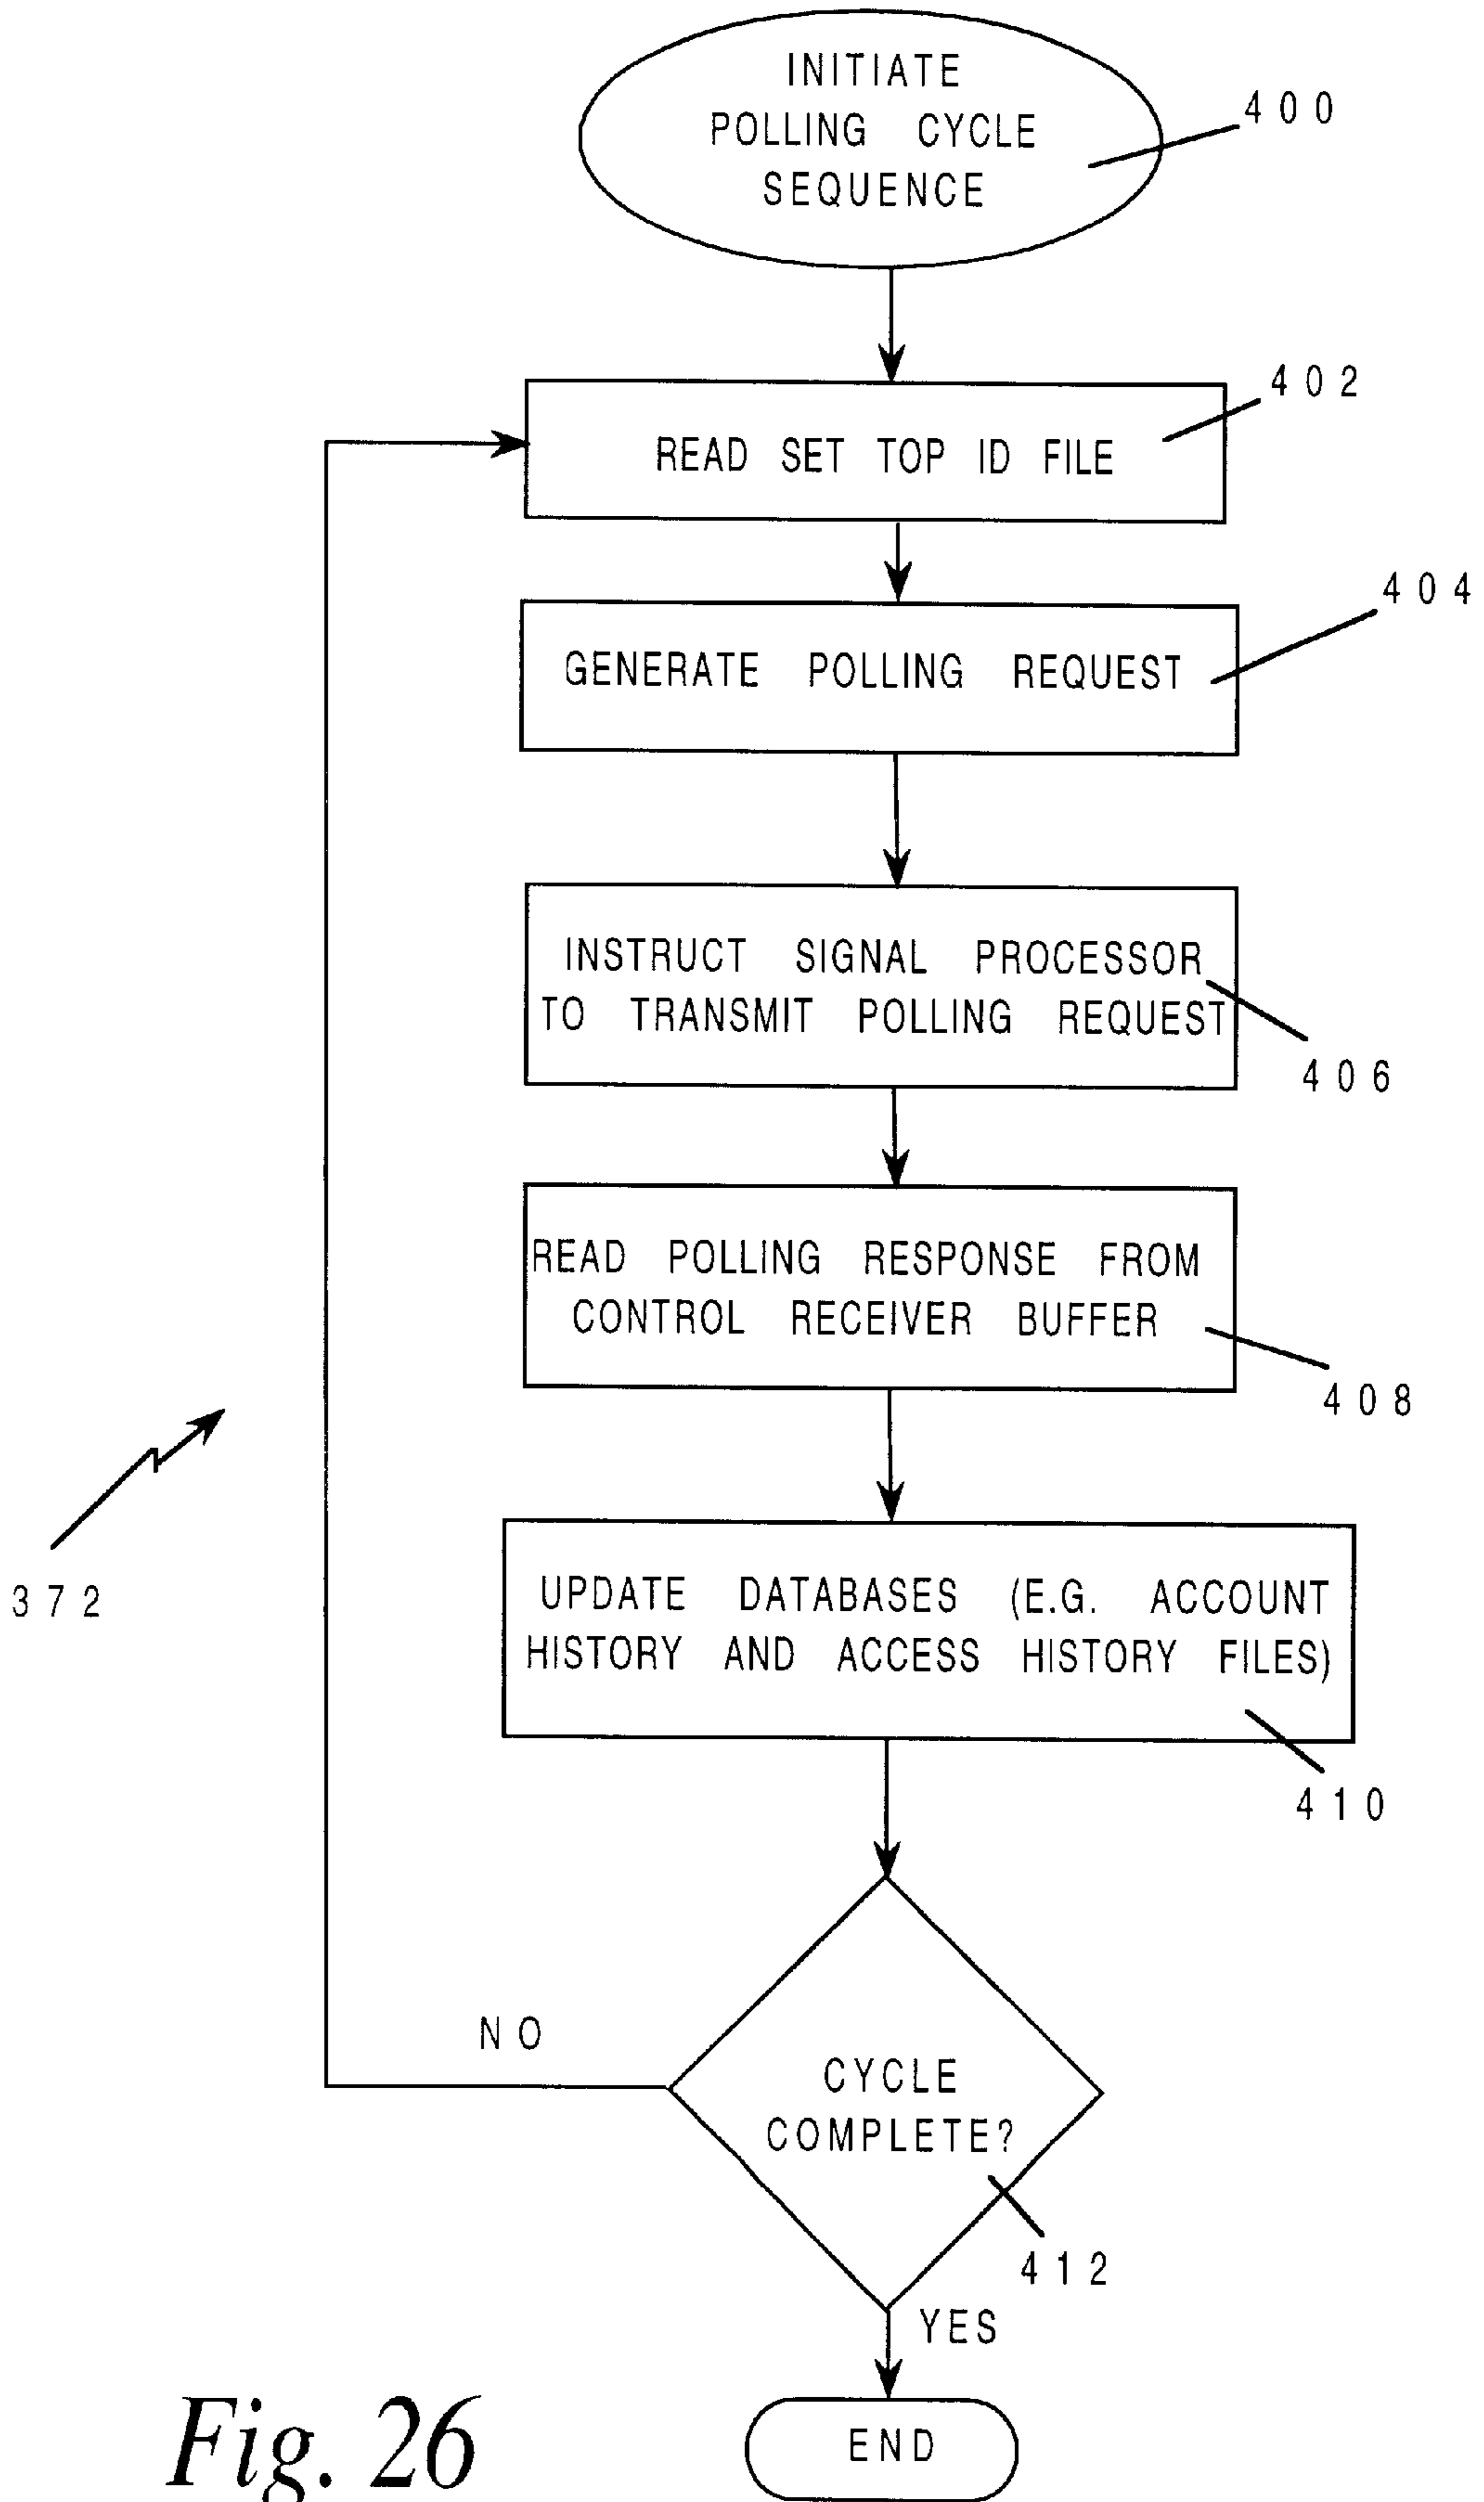 INITIATE
POLLING CYCLE
SEQUENCE
400
READ SET TOP ID FILE
402
GENERATE POLLING REQUEST
404
INSTRUCT SIGNAL PROCESSOR
TO TRANSMIT POLLING REQUEST
406
READ POLLING RESPONSE FROM
CONTROL RECEIVER BUFFER
408
372
UPDATE DATABASES (E.G. ACCOUNT
HISTORY AND ACCESS HISTORY FILES)
410
NO
CYCLE
COMPLETE?
412
YES
END
Fig. 26